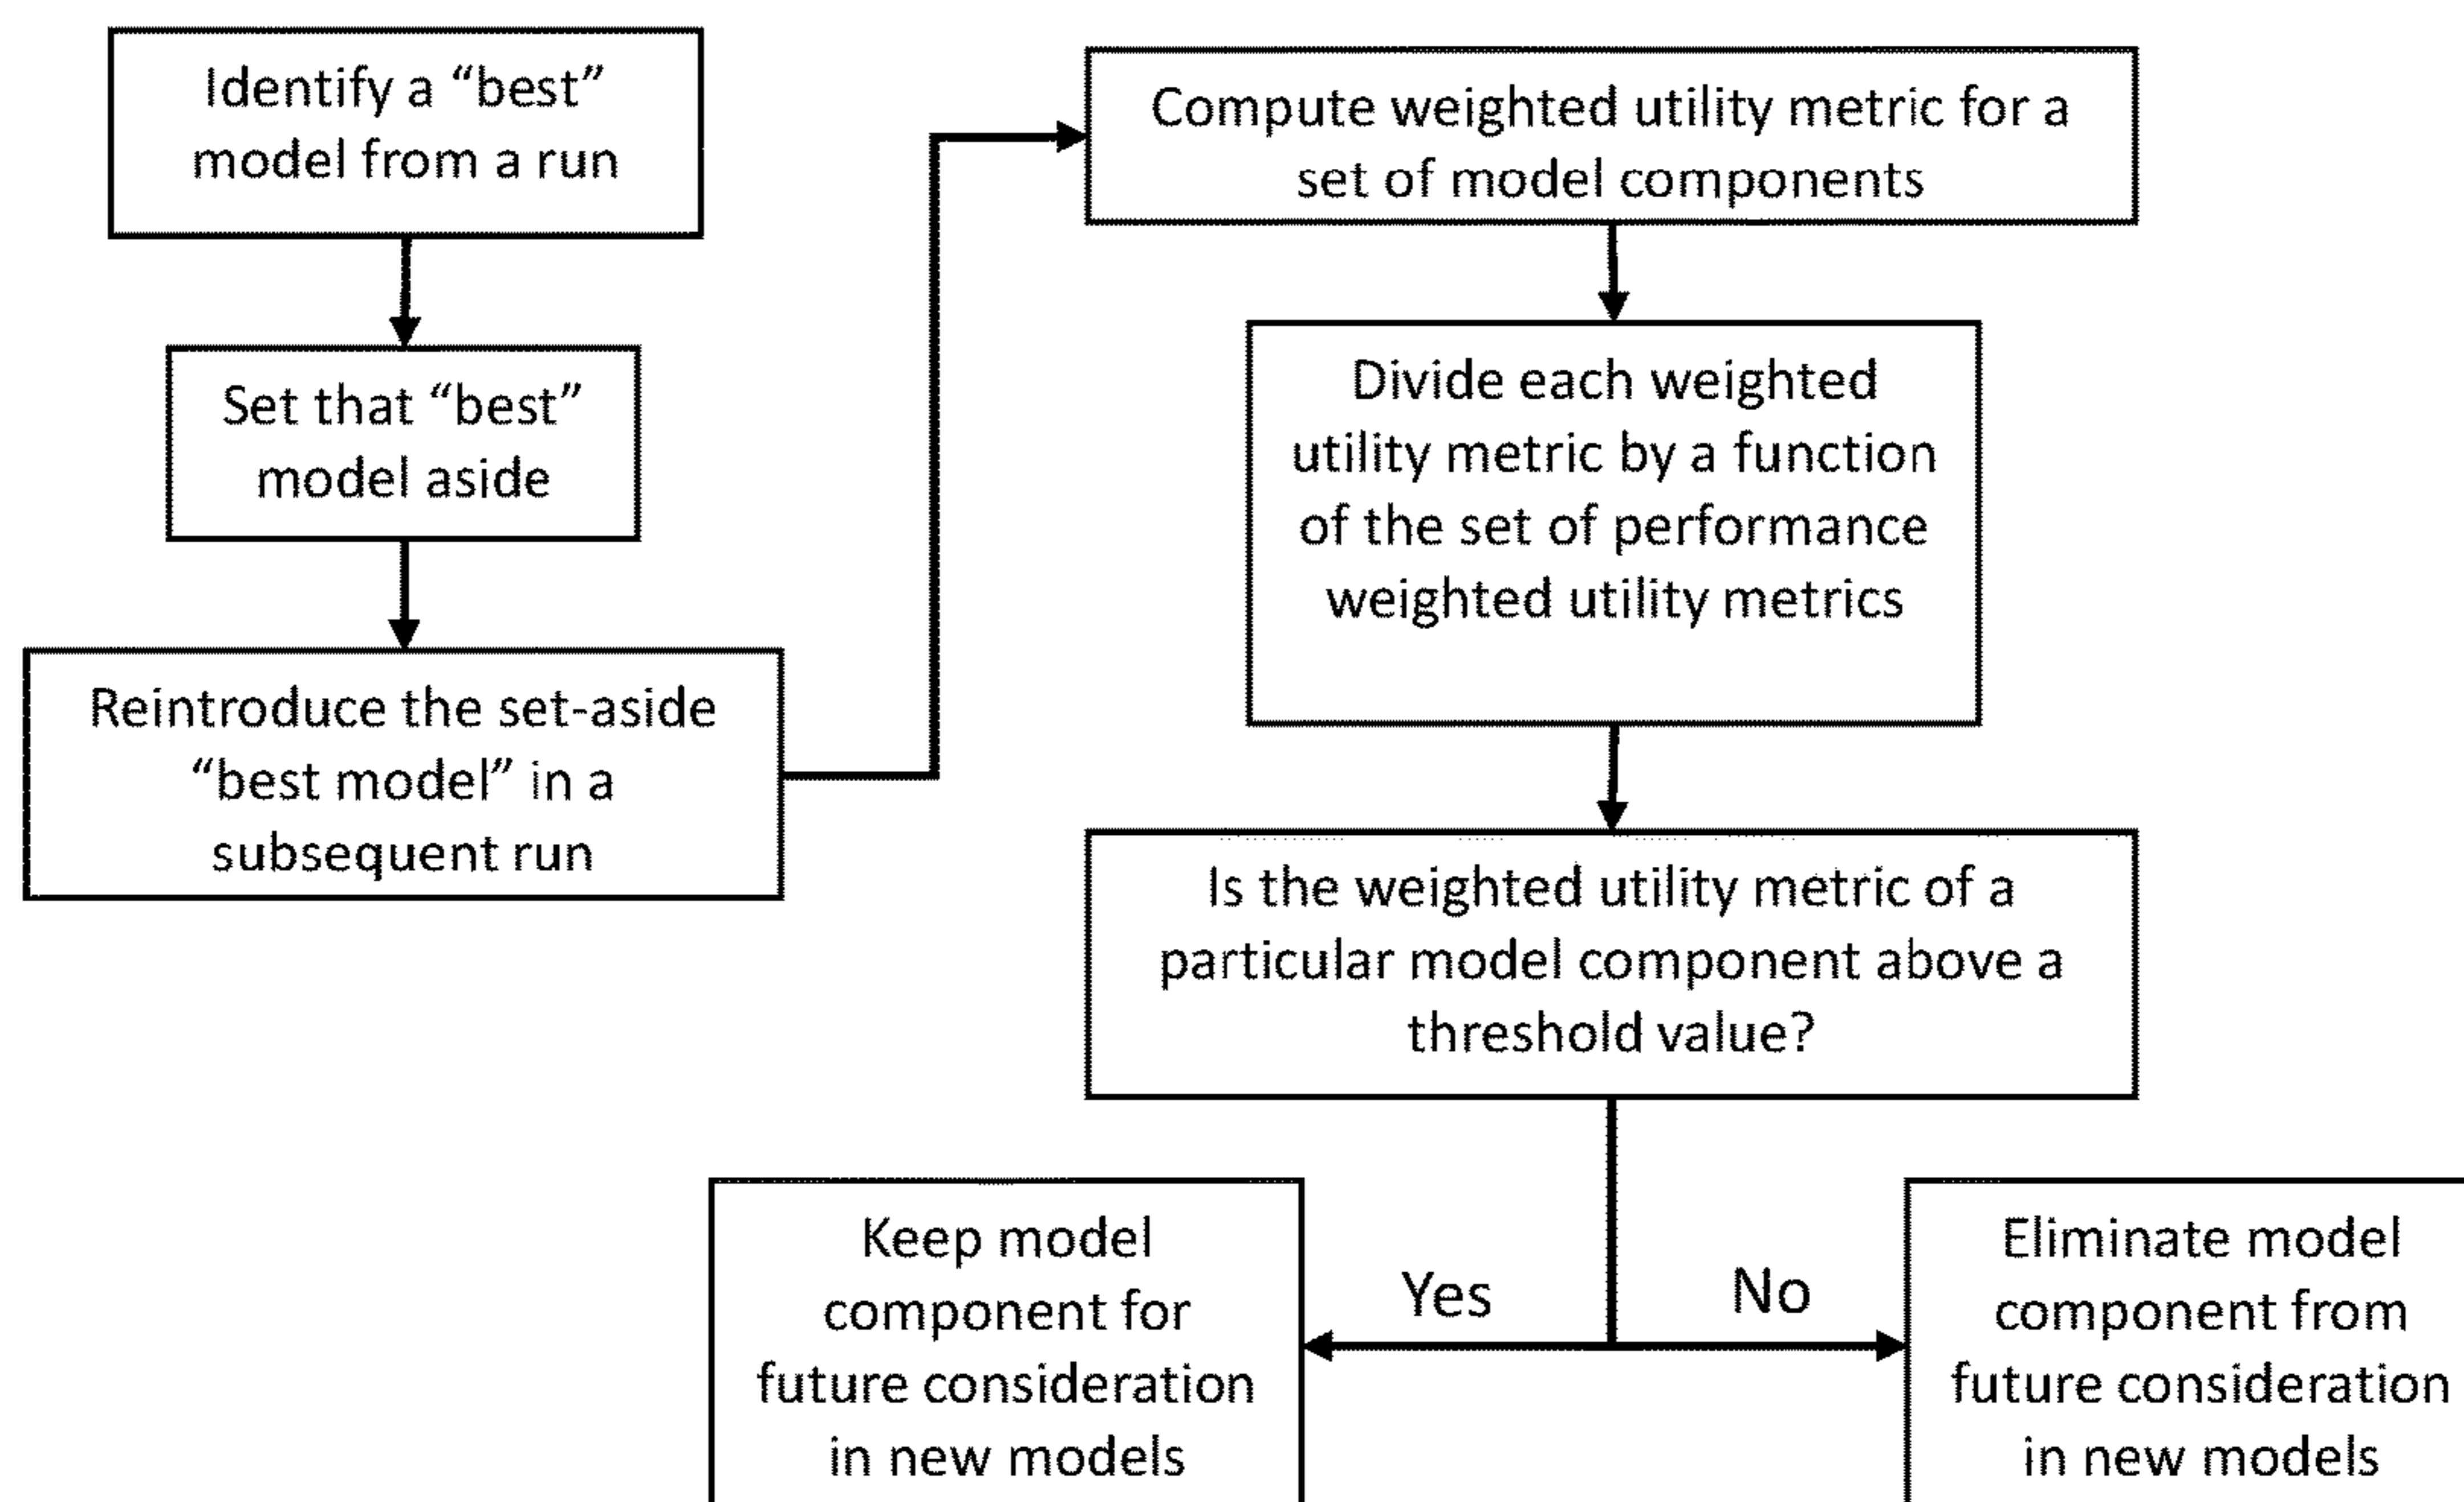 Identify a “best”
model from a run
Set that “best”
model aside
Reintroduce the set-aside
“best model” in a
subsequent run
Compute weighted utility metric for a
set of model components
Divide each weighted
utility metric by a function
of the set of performance
weighted utility metrics
Is the weighted utility metric of a
particular model component above a
threshold value?
Yes
No
Keep model
component for
future consideration
in new models
Eliminate model
component from
future consideration
in new models